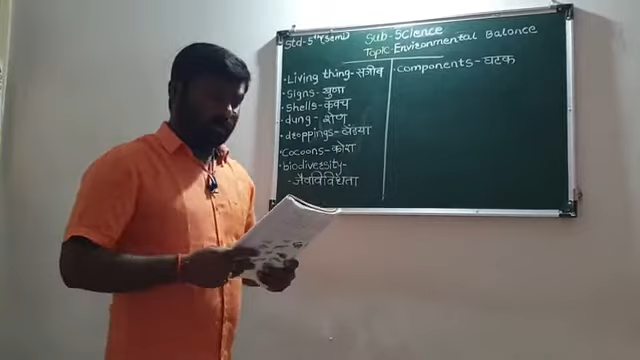 Std-5th (Semi) Sub-Science
Topic-Environmental Balance
• Living thing-सजीव
• Signs-खुणा
• Shells-कवच
• dung-शेण
• droppings-लेंड्या
• Cocoons-कोश
• biodiversity-
- जैवविविधता
• Components-घटक